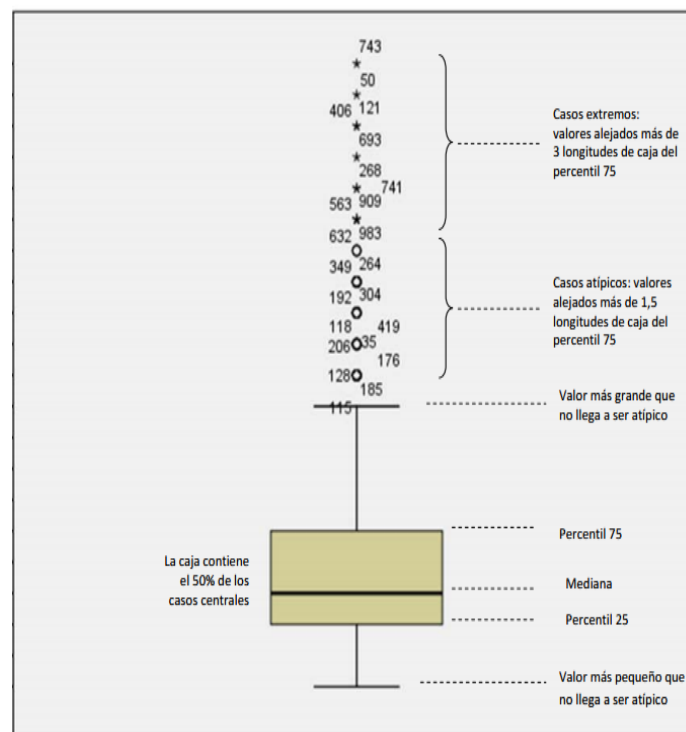 743
50
406 121
693
268
741
563 909
632 983
349 264
192 304
118 419
206 35
176
128
185
115
Casos extremos:
valores alejados más de
3 longitudes de caja del
percentil 75
Casos atípicos: valores
alejados más de 1,5
longitudes de caja del
percentil 75
Valor más grande que
no llega a ser atípico
Percentil 75
La caja contiene
el 50% de los
casos centrales
Mediana
Percentil 25
Valor más pequeño que
no llega a ser atípico